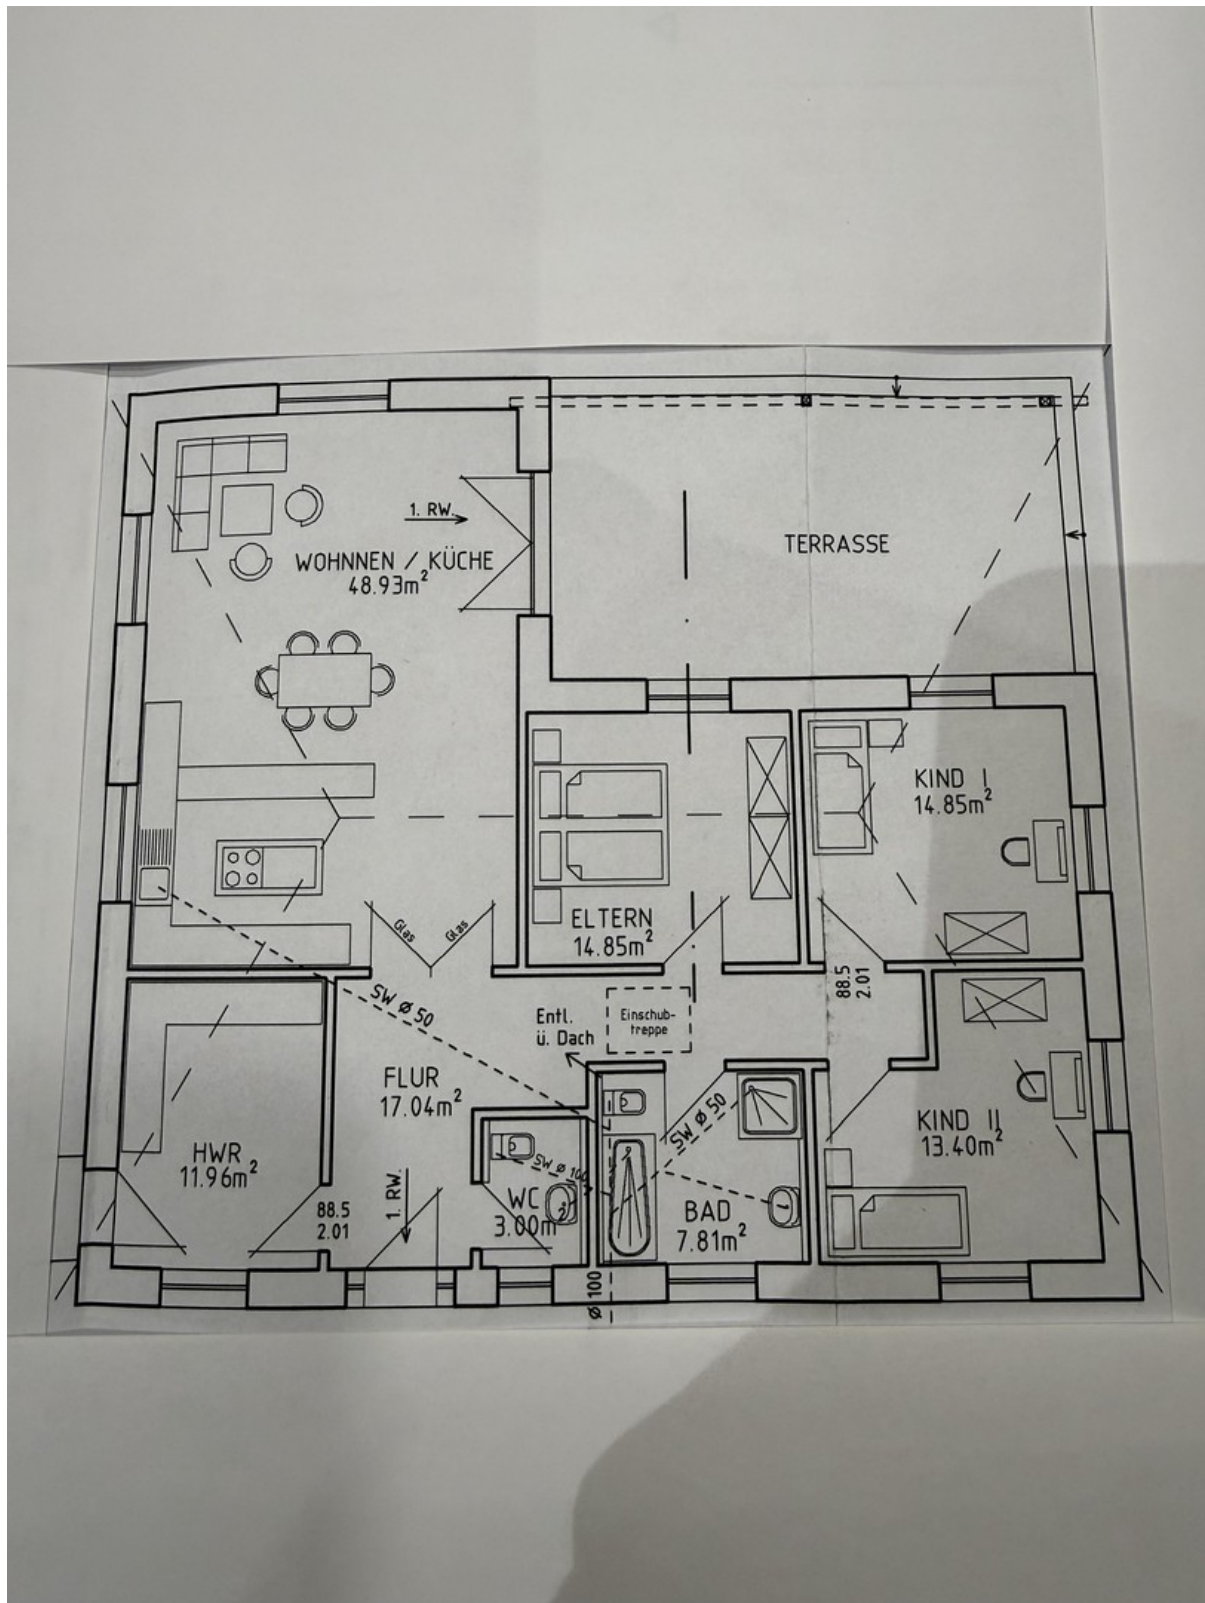 1. RW.
WOHNNEN / KÜCHE
48.93m²
TERRASSE
KIND I
14.85m²
Glas
Glas
ELTERN
14.85m²
88.5
2.01
SW ø 50
Entl.
ü. Dach
Einschub-
treppe
FLUR
17.04m²
HWR
11.96m²
SW ø 50
KIND II
13.40m²
SW ø 100
WC
3.00m²
BAD
7.81m²
88.5
2.01
1. RW.
ø 100